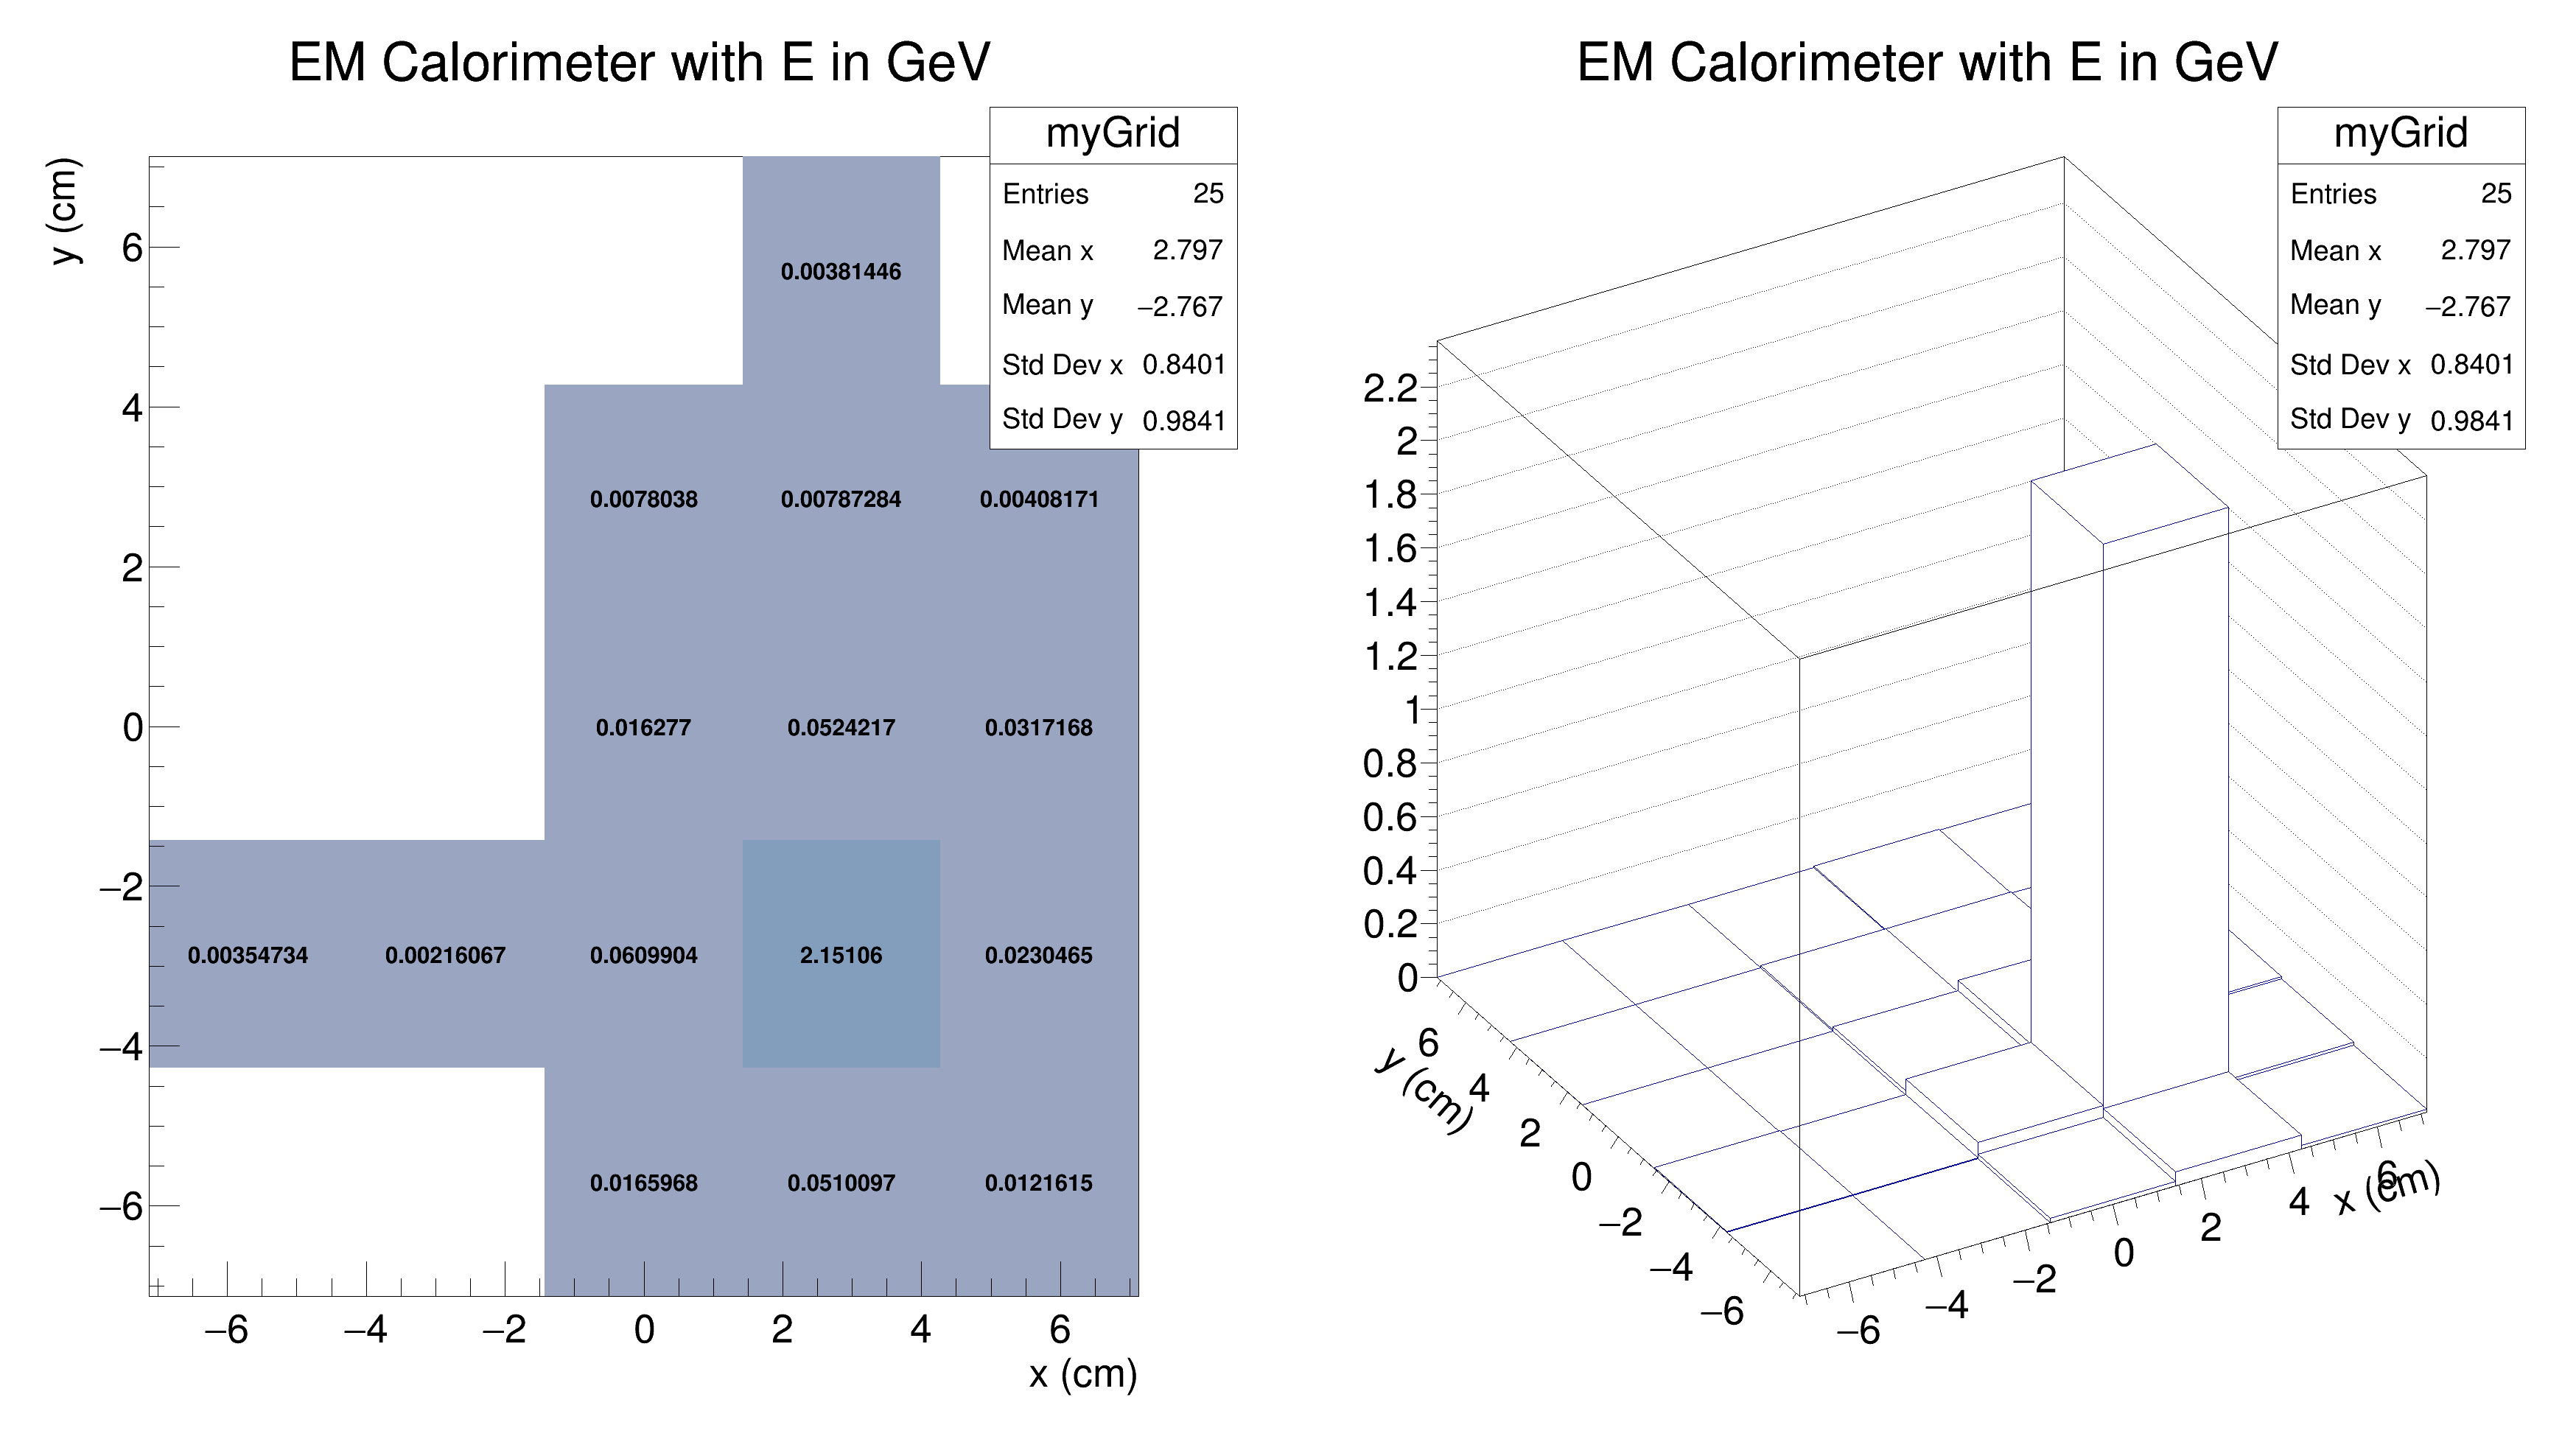 EM Calorimeter with E in GeV
myGrid
Entries 25
Mean x 2.797
Mean y −2.767
Std Dev x 0.8401
Std Dev y 0.9841
y (cm)
6
4
2
0
−2
−4
−6
0.00381446
0.0078038 0.00787284 0.00408171
0.016277 0.0524217 0.0317168
0.00354734 0.00216067 0.0609904 2.15106 0.0230465
0.0165968 0.0510097 0.0121615
−6 −4 −2 0 2 4 6
x (cm)
EM Calorimeter with E in GeV
myGrid
Entries 25
Mean x 2.797
Mean y −2.767
Std Dev x 0.8401
Std Dev y 0.9841
2.2
2
1.8
1.6
1.4
1.2
1
0.8
0.6
0.4
0.2
0
y (cm)
6
4
2
0
−2
−4
−6
−6 −4 −2 0 2 4 6
x (cm)